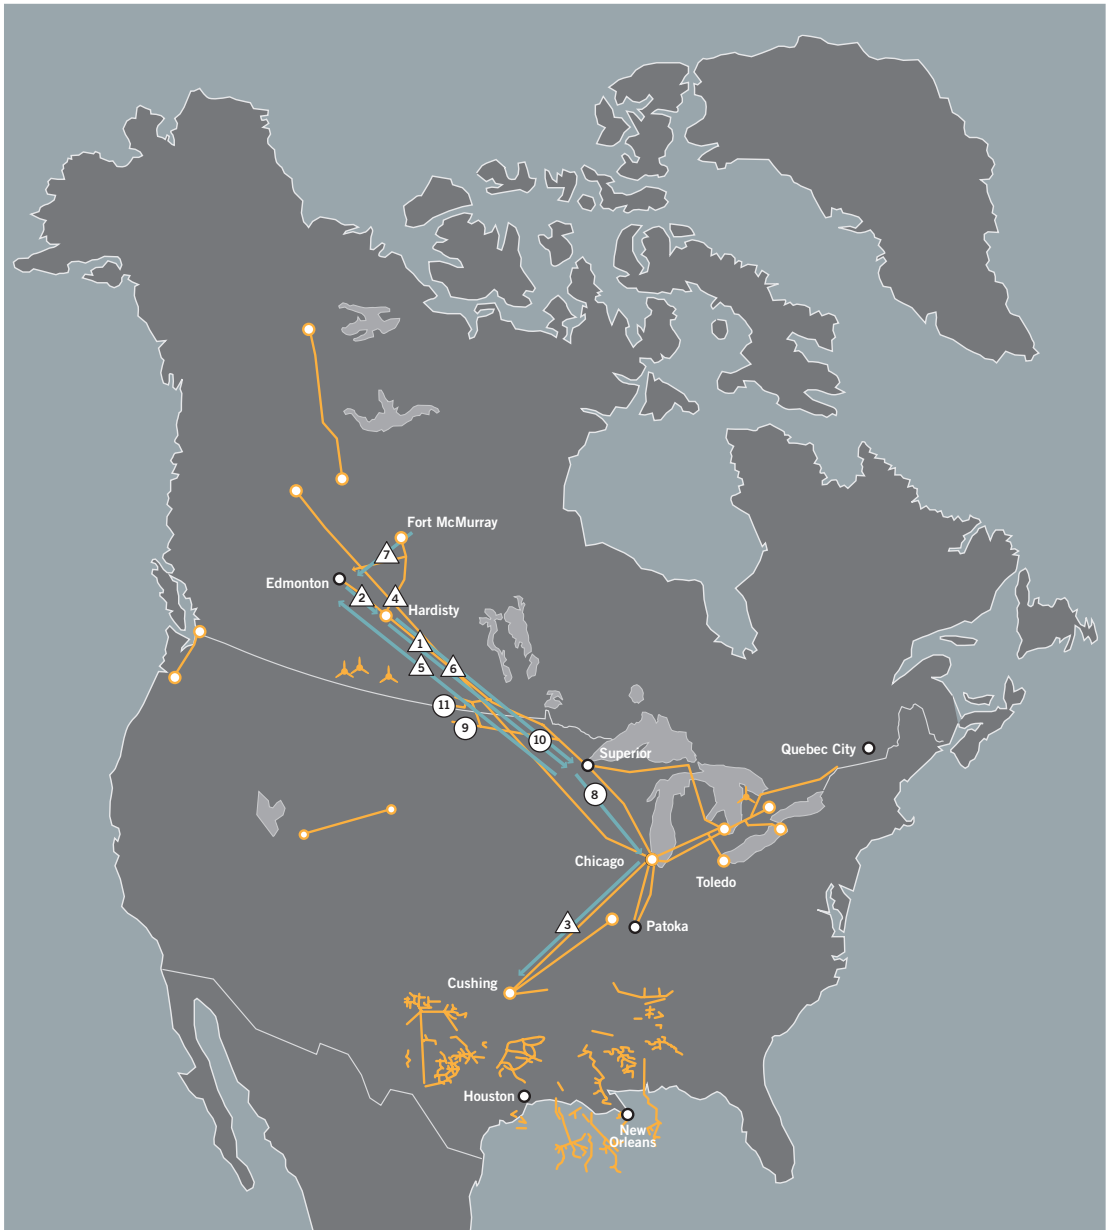 Fort McMurray
7
Edmonton
2
4
Hardisty
1
5
6
11
9
10
Superior
Quebec City
8
Chicago
Toledo
3
Patoka
Cushing
Houston
New
Orleans